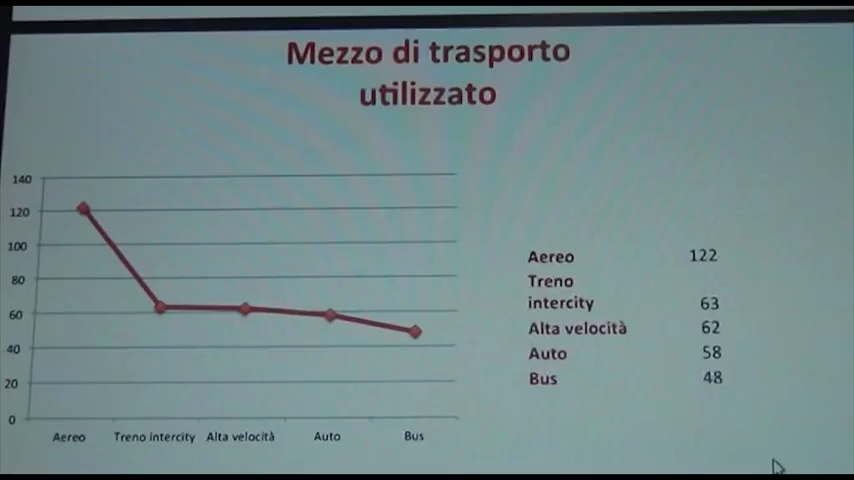 Mezzo di trasporto
utilizzato
140
120
100
80
60
40
20
0
Aereo Treno intercity Alta velocità Auto Bus
Aereo 122
Treno
intercity 63
Alta velocità 62
Auto 58
Bus 48